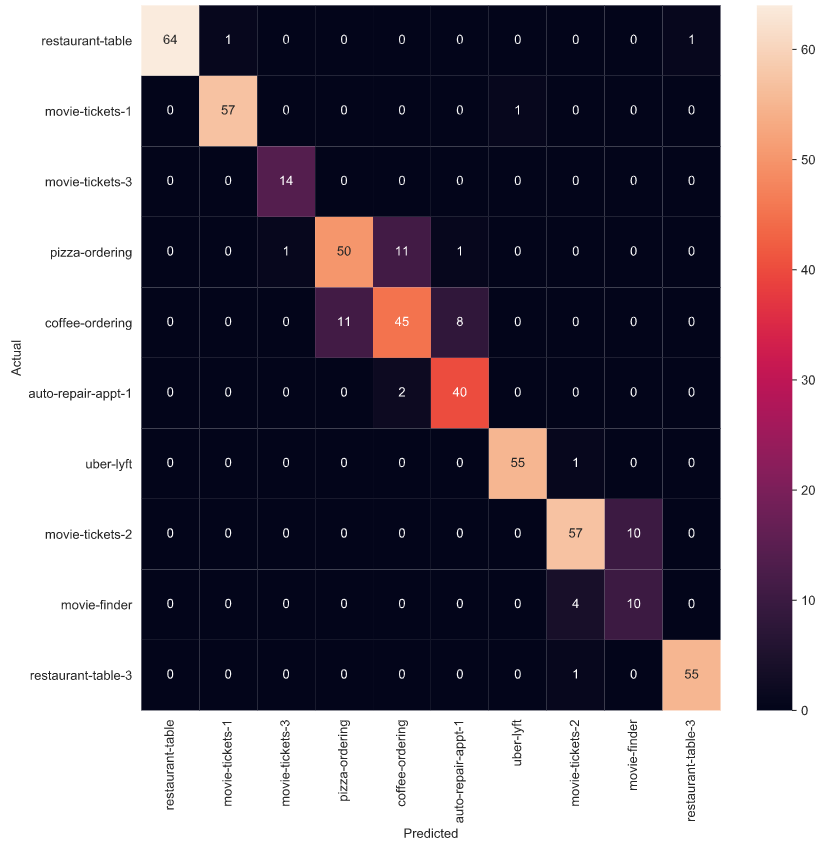 restaurant-table 64 1 0 0 0 0 0 0 0 1
movie-tickets-1 0 57 0 0 0 0 1 0 0 0
movie-tickets-3 0 0 14 0 0 0 0 0 0 0
pizza-ordering 0 0 1 50 11 1 0 0 0 0
coffee-ordering 0 0 0 11 45 8 0 0 0 0
auto-repair-appt-1 0 0 0 0 2 40 0 0 0 0
uber-lyft 0 0 0 0 0 0 55 1 0 0
movie-tickets-2 0 0 0 0 0 0 0 57 10 0
movie-finder 0 0 0 0 0 0 0 4 10 0
restaurant-table-3 0 0 0 0 0 0 0 1 0 55
Actual
restaurant-table
movie-tickets-1
movie-tickets-3
pizza-ordering
coffee-ordering
auto-repair-appt-1
uber-lyft
movie-tickets-2
movie-finder
restaurant-table-3
Predicted
60
50
40
30
20
10
0